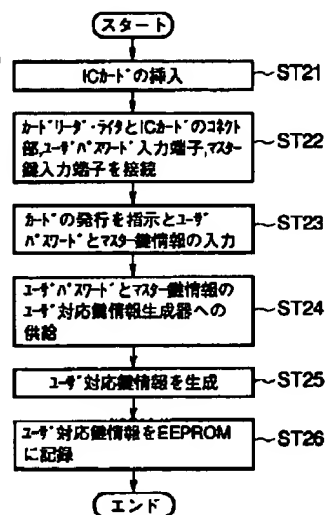 スタート
ICカードの挿入
ST21
カードリーダ・ライタとICカードのコネクト
部,ユーザパスワード入力端子,マスター
鍵入力端子を接続
ST22
カードの発行を指示とユーザ
パスワードとマスター鍵情報の入力
ST23
ユーザパスワードとマスター鍵情報の
ユーザ対応鍵情報生成器への
供給
ST24
ユーザ対応鍵情報を生成
ST25
ユーザ対応鍵情報をEEPROM
に記録
ST26
エンド